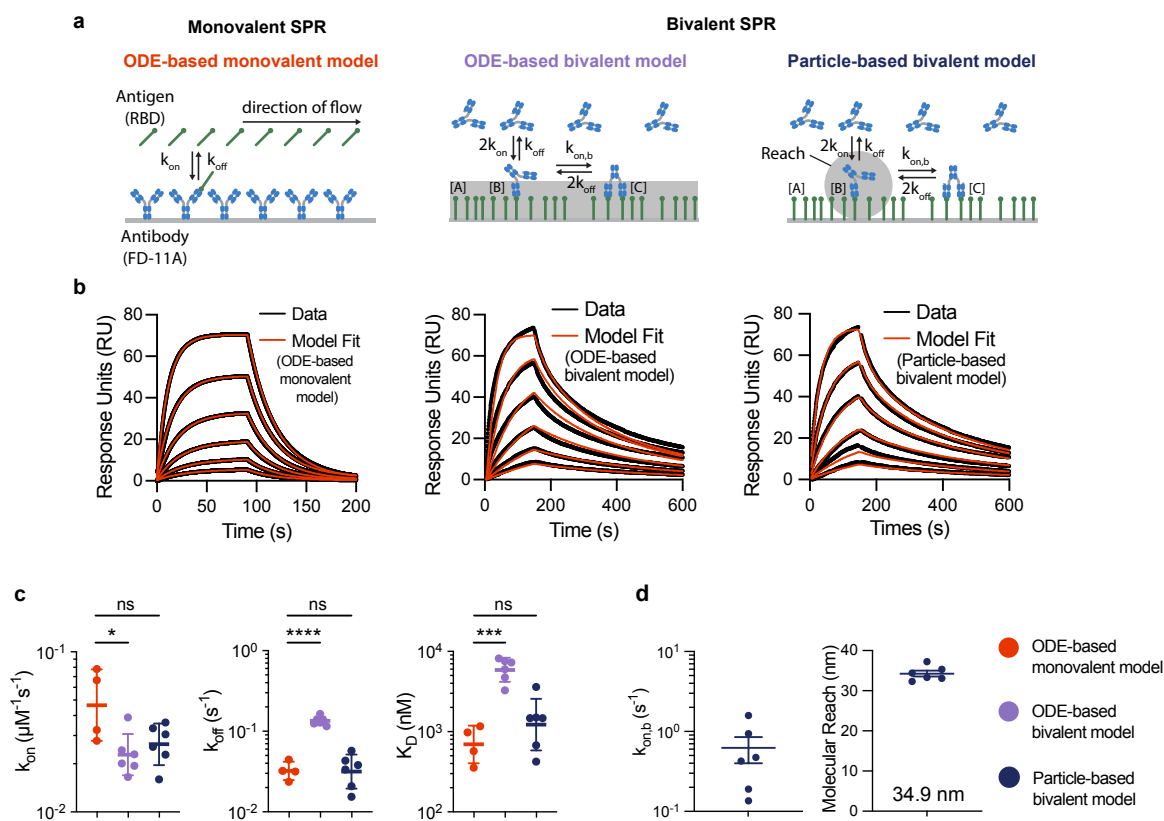 a
Monovalent SPR
Bivalent SPR
ODE-based monovalent model
ODE-based bivalent model
Particle-based bivalent model
Antigen
(RBD)
direction of flow
kon
koff
Antibody
(FD-11A)
2kon
koff
kon,b
2koff
[A]
[B]
[C]
Reach
2kon
koff
kon,b
2koff
[A]
[B]
[C]
b
Response Units (RU)
80
60
40
20
0
0 50 100 150 200
Time (s)
Data
Model Fit
(ODE-based
monovalent
model)
Response Units (RU)
80
60
40
20
0
0 200 400 600
Time (s)
Data
Model Fit
(ODE-based
bivalent model)
Response Units (RU)
80
60
40
20
0
0 200 400 600
Times (s)
Data
Model Fit
(Particle-based
bivalent model)
c
ns
*
kon (µM-1s-1)
10-1
10-2
ns
****
koff (s-1)
100
10-1
10-2
ns
***
KD (nM)
104
103
102
d
kon,b (s-1)
101
100
10-1
Molecular Reach (nm)
40
30
20
10
0
34.9 nm
ODE-based
monovalent model
ODE-based
bivalent model
Particle-based
bivalent model